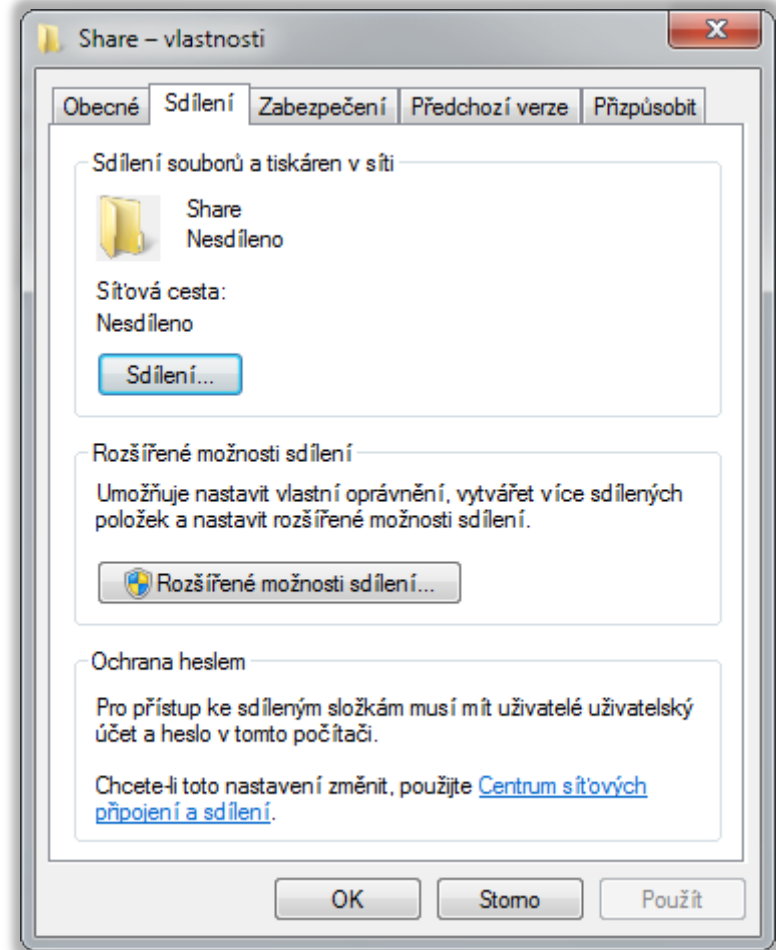 Share – vlastnosti
Obecné Sdílení Zabezpečení Předchozí verze Přizpůsobit
Sdílení souborů a tiskáren v síti
Share
Nesdíleno
Síťová cesta:
Nesdíleno
Sdílení...
Rozšířené možnosti sdílení
Umožňuje nastavit vlastní oprávnění, vytvářet více sdílených
položek a nastavit rozšířené možnosti sdílení.
Rozšířené možnosti sdílení...
Ochrana heslem
Pro přístup ke sdíleným složkám musí mít uživatelé uživatelský
účet a heslo v tomto počítači.
Chcete-li toto nastavení změnit, použijte Centrum síťových
připojení a sdílení.
OK Storno Použít